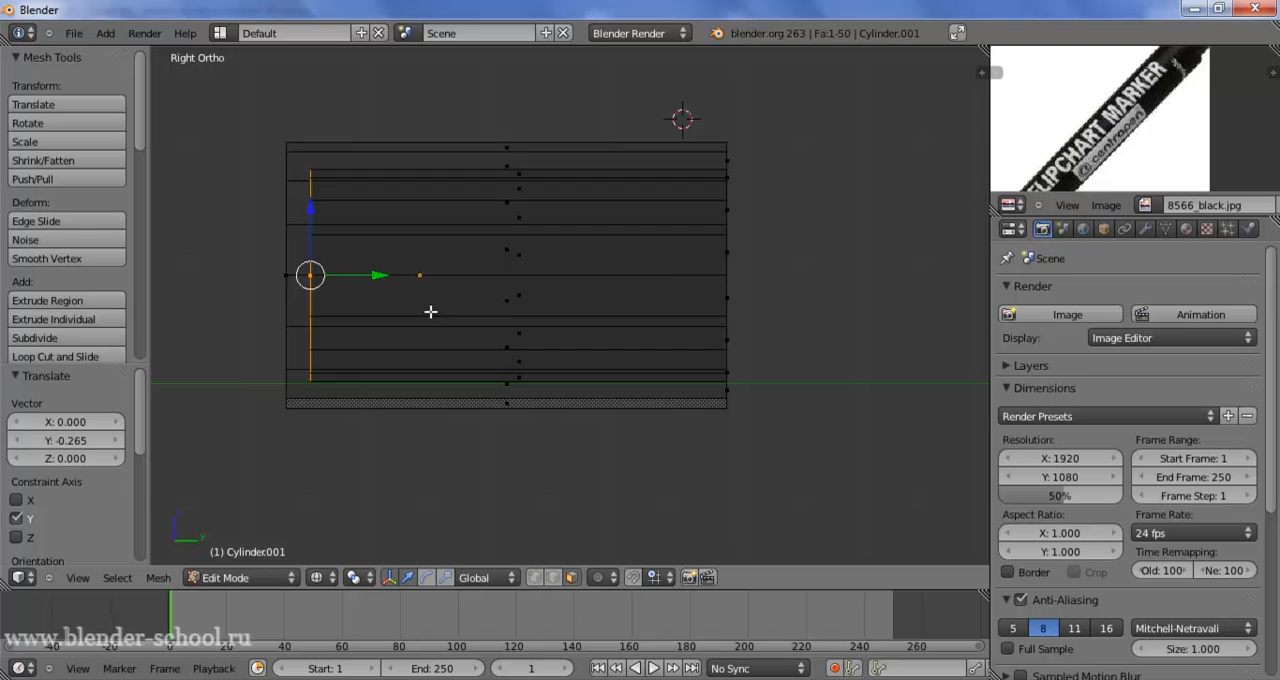 Blender
File Add Render Help Default Scene Blender Render blender.org 263 | Fa:1-50 | Cylinder.001
Mesh Tools
Transform:
Translate
Rotate
Scale
Shrink/Fatten
Push/Pull
Deform:
Edge Slide
Noise
Smooth Vertex
Add:
Extrude Region
Extrude Individual
Subdivide
Loop Cut and Slide
Translate
Vector
X: 0.000
Y: -0.265
Z: 0.000
Constraint Axis
X
Y
Z
Orientation
Right Ortho
z
y
(1) Cylinder.001
View Select Mesh Edit Mode Global
FLIPCHART MARKER
centropen
View Image 8566_black.jpg
Scene
Render
Image Animation
Display: Image Editor
Layers
Dimensions
Render Presets
Resolution: Frame Range:
X: 1920 Start Frame: 1
Y: 1080 End Frame: 250
50% Frame Step: 1
Aspect Ratio: Frame Rate:
X: 1.000 24 fps
Y: 1.000 Time Remapping:
Border Crop Old: 100 Ne: 100
Anti-Aliasing
5 8 11 16 Mitchell-Netravali
Full Sample Size: 1.000
Sampled Motion Blur
www.blender-school.ru
-40 -20 0 20 40 60 80 100 120 140 160 180 200 220 240 260
View Marker Frame Playback Start: 1 End: 250 1 No Sync